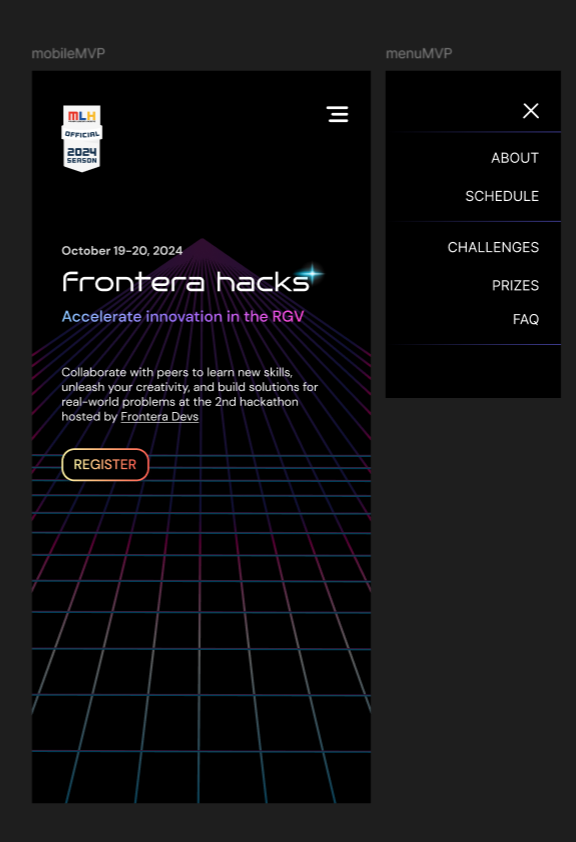 mobileMVP
MLH
OFFICIAL
2024
SEASON
October 19-20, 2024
frontera hacks
Accelerate innovation in the RGV
Collaborate with peers to learn new skills,
unleash your creativity, and build solutions for
real-world problems at the 2nd hackathon
hosted by Frontera Devs
REGISTER
menuMVP
ABOUT
SCHEDULE
CHALLENGES
PRIZES
FAQ